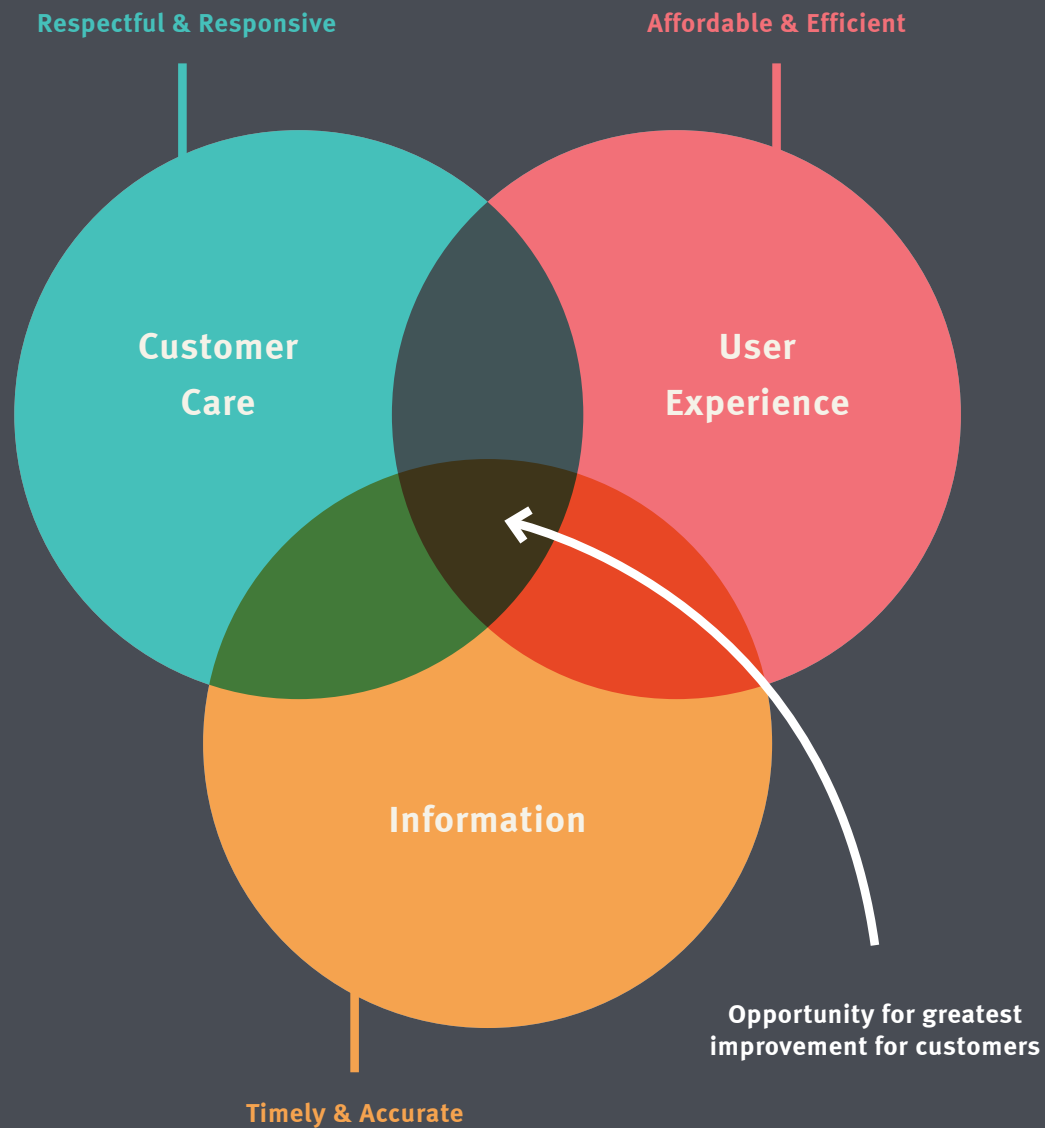 Respectful & Responsive
Affordable & Efficient
Customer
Care
User
Experience
Information
Opportunity for greatest
improvement for customers
Timely & Accurate